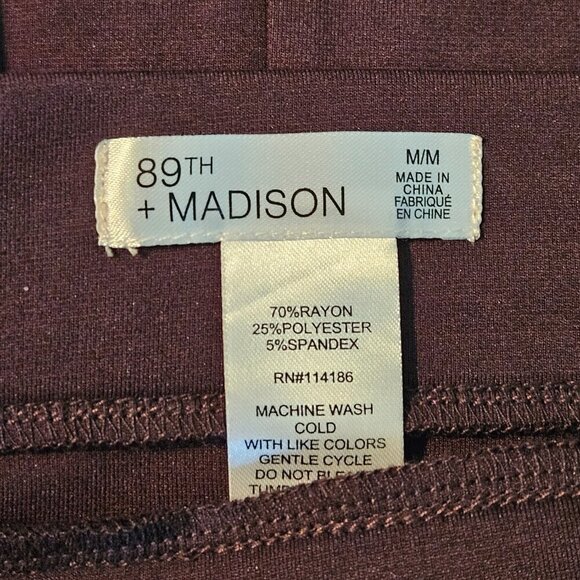 89TH
+ MADISON
M/M
MADE IN
CHINA
FABRIQUÉ
EN CHINE
70%RAYON
25%POLYESTER
5%SPANDEX
RN#114186
MACHINE WASH
COLD
WITH LIKE COLORS
GENTLE CYCLE
DO NOT